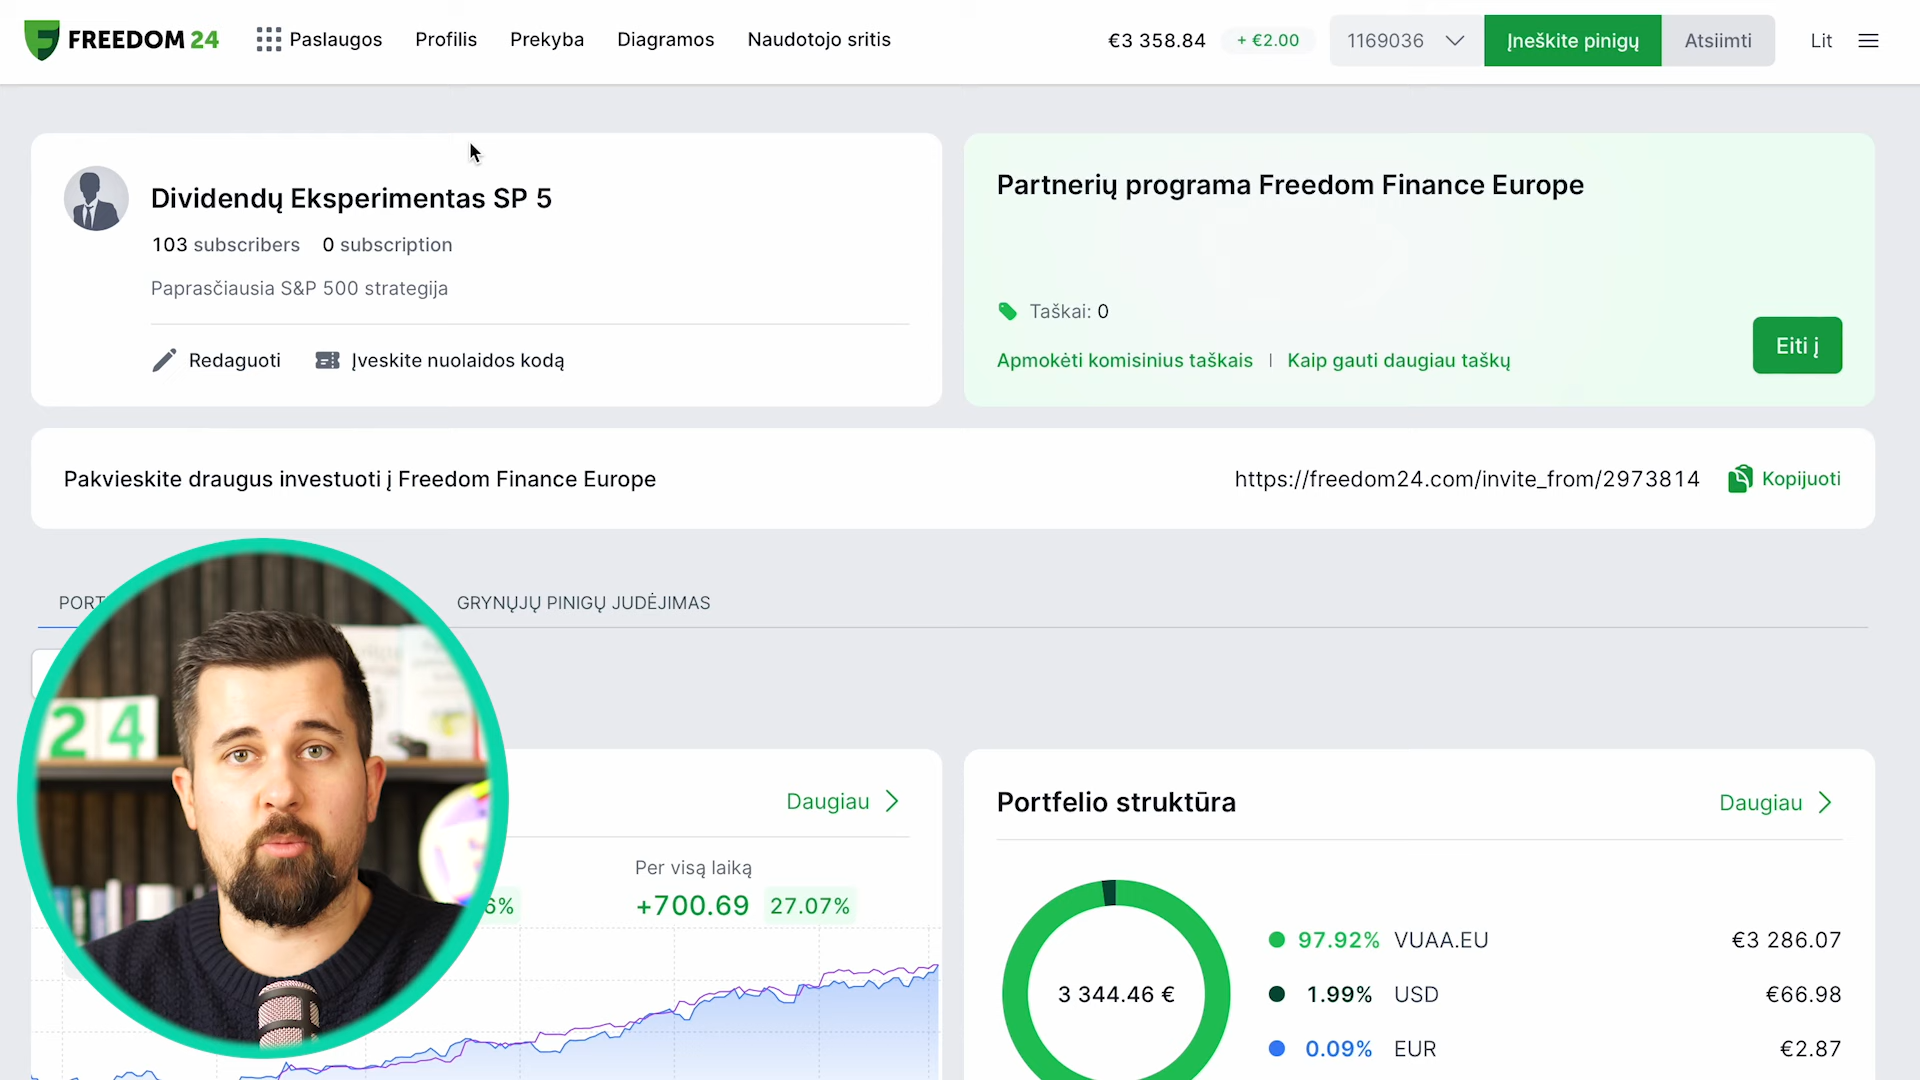 FREEDOM 24
Paslaugos
Profilis
Prekyba
Diagramos
Naudotojo sritis
€3 358.84
+ €2.00
1169036
Įneškite pinigų
Atsiimti
Lit
Dividendų Eksperimentas SP 5
103 subscribers 0 subscription
Paprasčiausia S&P 500 strategija
Redaguoti
Įveskite nuolaidos kodą
Partnerių programa Freedom Finance Europe
Taškai: 0
Apmokėti komisinius taškais | Kaip gauti daugiau taškų
Eiti į
Pakvieskite draugus investuoti į Freedom Finance Europe
https://freedom24.com/invite_from/2973814
Kopijuoti
GRYNŲJŲ PINIGŲ JUDĖJIMAS
24
Daugiau
Per visą laiką
6%
+700.69 27.07%
Portfelio struktūra
Daugiau
3 344.46 €
97.92% VUAA.EU €3 286.07
1.99% USD €66.98
0.09% EUR €2.87